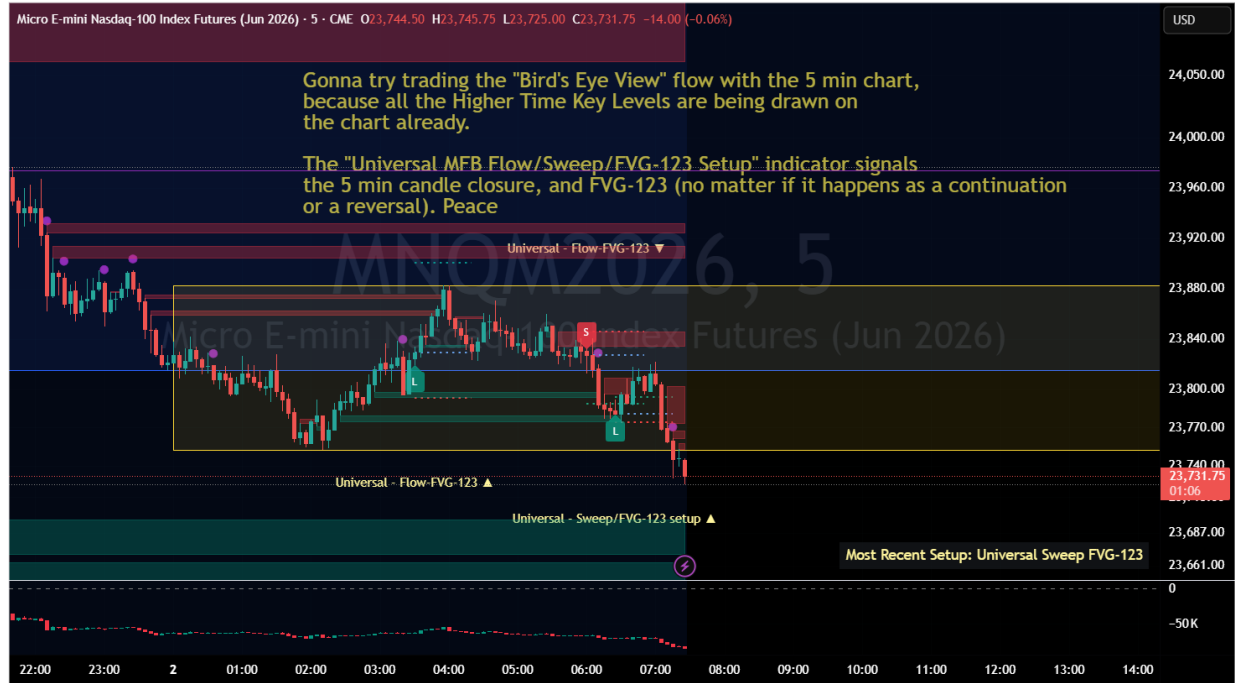 Micro E-mini Nasdaq-100 Index Futures (Jun 2026) · 5 · CME O23,744.50 H23,745.75 L23,725.00 C23,731.75 -14.00 (-0.06%)
USD
24,050.00
Gonna try trading the "Bird's Eye View" flow with the 5 min chart,
because all the Higher Time Key Levels are being drawn on
the chart already.
24,000.00
The "Universal MFB Flow/Sweep/FVG-123 Setup" indicator signals
the 5 min candle closure, and FVG-123 (no matter if it happens as a continuation
or a reversal). Peace
23,960.00
23,920.00
Universal - Flow-FVG-123 ▼
MNQM2026, 5
23,880.00
Micro E-mini Nasdaq-100 Index Futures (Jun 2026)
S
23,840.00
L
23,800.00
L
23,770.00
23,740.00
23,731.75
01:06
Universal - Flow-FVG-123 ▲
Universal - Sweep/FVG-123 setup ▲
23,687.00
Most Recent Setup: Universal Sweep FVG-123
23,661.00
0
-50K
22:00 23:00 2 01:00 02:00 03:00 04:00 05:00 06:00 07:00 08:00 09:00 10:00 11:00 12:00 13:00 14:00